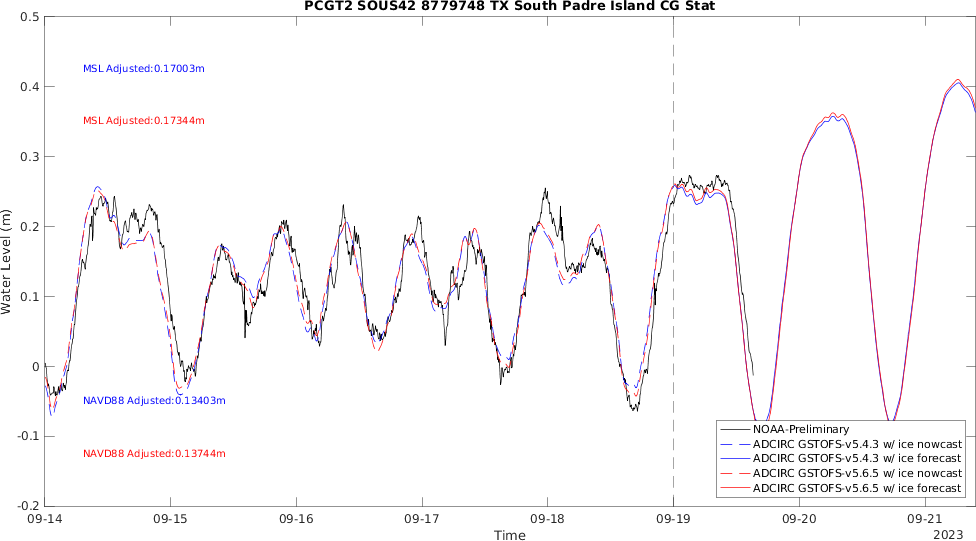 PCGT2 SOUS42 8779748 TX South Padre Island CG Stat
0.5
0.4
0.3
0.2
0.1
0
-0.1
-0.2
Water Level (m)
MSL Adjusted:0.17003m
MSL Adjusted:0.17344m
NAVD88 Adjusted:0.13403m
NAVD88 Adjusted:0.13744m
NOAA-Preliminary
ADCIRC GSTOFS-v5.4.3 w/ ice nowcast
ADCIRC GSTOFS-v5.4.3 w/ ice forecast
ADCIRC GSTOFS-v5.6.5 w/ ice nowcast
ADCIRC GSTOFS-v5.6.5 w/ ice forecast
09-14 09-15 09-16 09-17 09-18 09-19 09-20 09-21
Time
2023